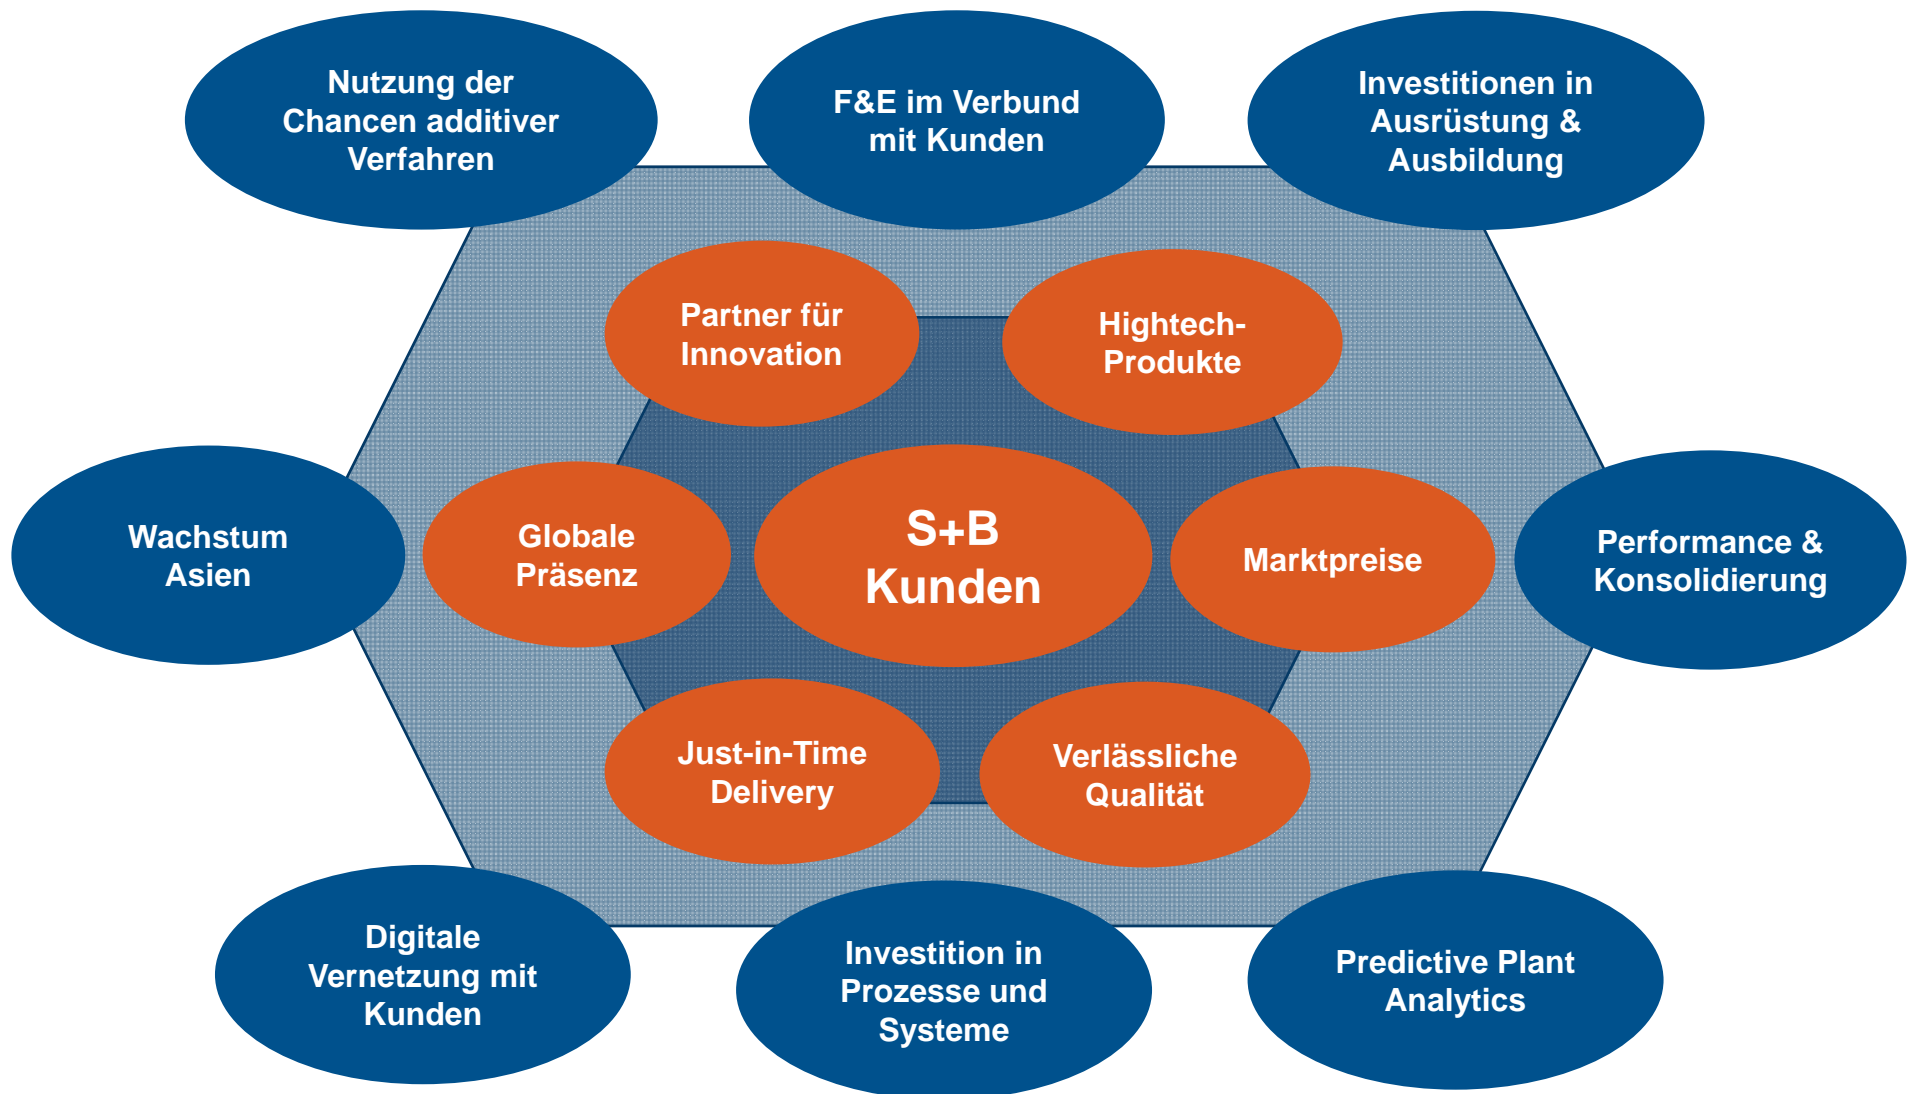 Nutzung der
Chancen additiver
Verfahren
F&E im Verbund
mit Kunden
Investitionen in
Ausrüstung &
Ausbildung
Partner für
Innovation
Hightech-
Produkte
Wachstum
Asien
Globale
Präsenz
S+B
Kunden
Marktpreise
Performance &
Konsolidierung
Just-in-Time
Delivery
Verlässliche
Qualität
Digitale
Vernetzung mit
Kunden
Investition in
Prozesse und
Systeme
Predictive Plant
Analytics